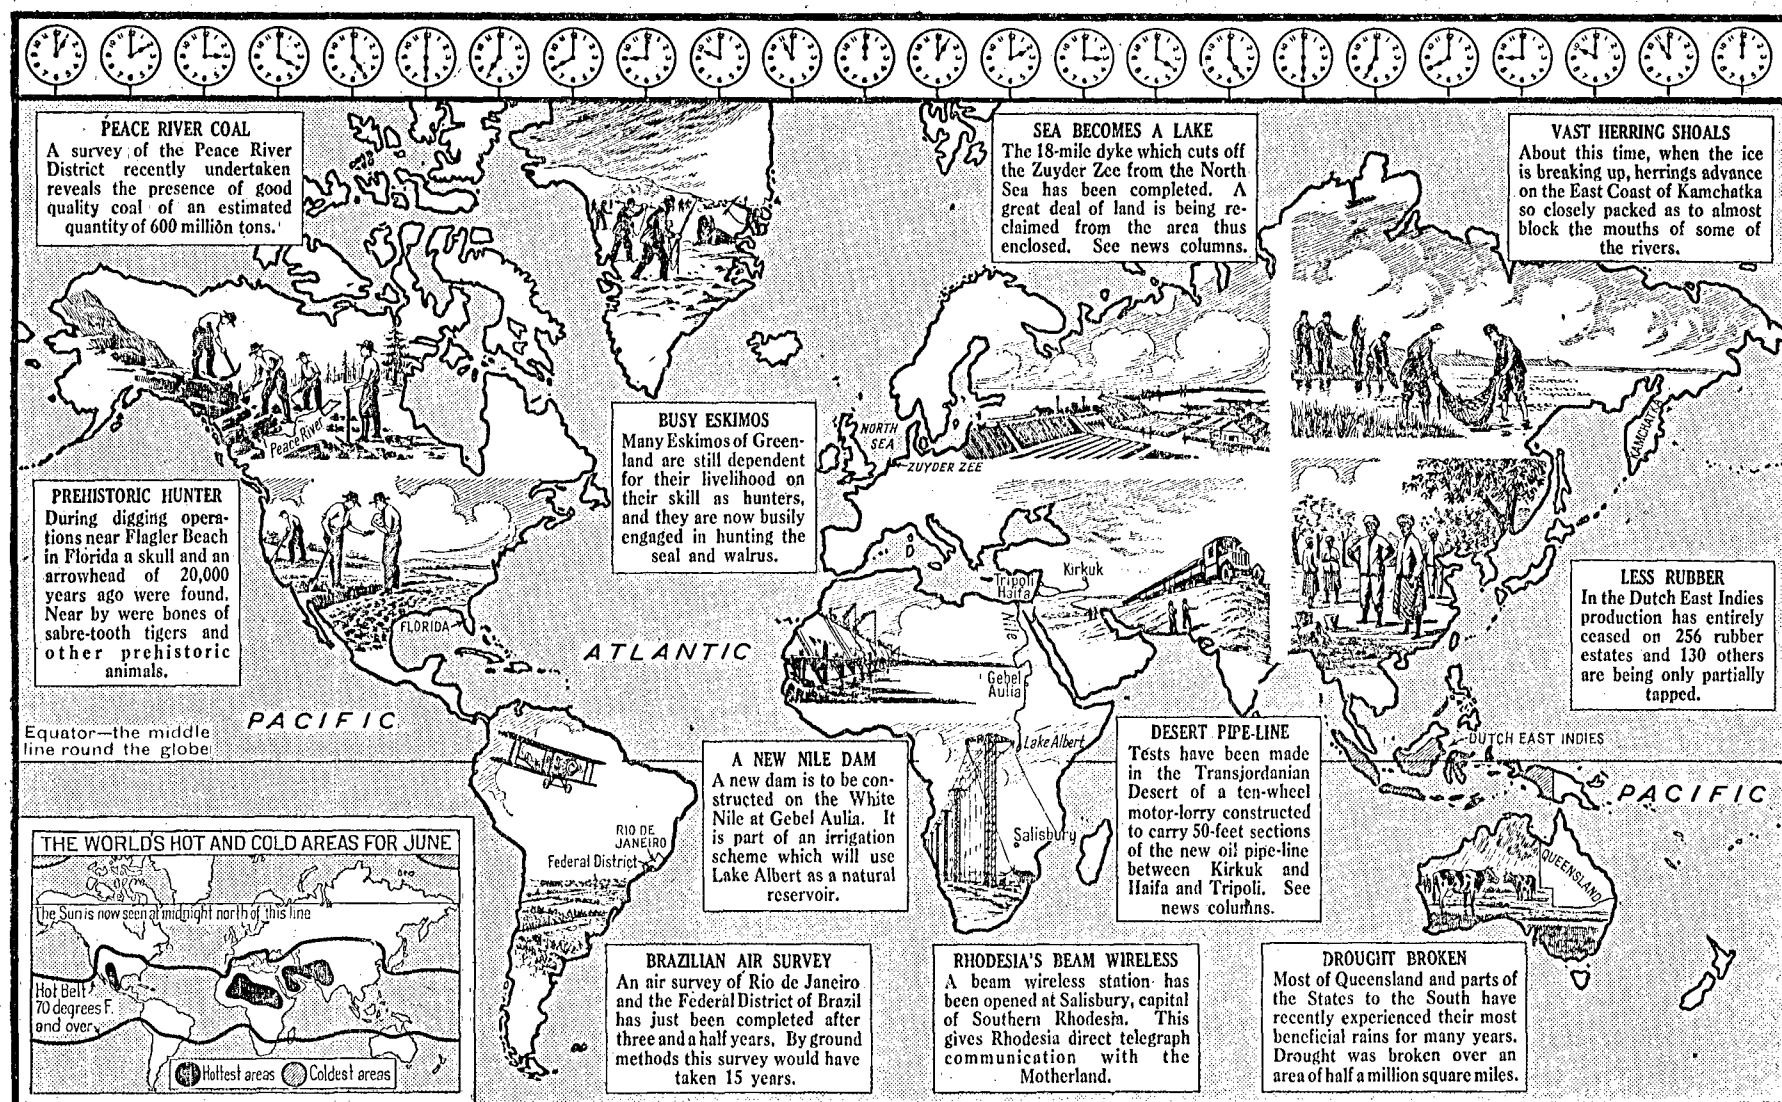 PEACE RIVER COAL
A survey of the Peace River
District recently undertaken
reveals the presence of good
quality coal of an estimated
quantity of 600 million tons.
SEA BECOMES A LAKE
The 18-mile dyke which cuts off
the Zuyder Zee from the North
Sea has been completed. A
great deal of land is being re-
claimed from the area thus
enclosed. See news columns.
VAST HERRING SHOALS
About this time, when the ice
is breaking up, herrings advance
on the East Coast of Kamchatka
so closely packed as to almost
block the mouths of some of
the rivers.
Peace River
BUSY ESKIMOS
Many Eskimos of Green-
land are still dependent
for their livelihood on
their skill as hunters,
and they are now busily
engaged in hunting the
seal and walrus.
NORTH
SEA
ZUYDER ZEE
KAMCHATKA
PREHISTORIC HUNTER
During digging opera-
tions near Flagler Beach
in Florida a skull and an
arrowhead of 20,000
years ago were found.
Near by were bones of
sabre-tooth tigers and
other prehistoric
animals.
FLORIDA
ATLANTIC
Tripoli
Haifa
Kirkuk
Nile
Gebel
Aulia
LESS RUBBER
In the Dutch East Indies
production has entirely
ceased on 256 rubber
estates and 130 others
are being only partially
tapped.
PACIFIC
Equator—the middle
line round the globe
Lake Albert
DUTCH EAST INDIES
PACIFIC
A NEW NILE DAM
A new dam is to be con-
structed on the White
Nile at Gebel Aulia. It
is part of an irrigation
scheme which will use
Lake Albert as a natural
reservoir.
DESERT PIPE-LINE
Tests have been made
in the Transjordanian
Desert of a ten-wheel
motor-lorry constructed
to carry 50-feet sections
of the new oil pipe-line
between Kirkuk and
Haifa and Tripoli. See
news columns.
RIO DE
JANEIRO
Federal District
Salisbury
QUEENSLAND
THE WORLD'S HOT AND COLD AREAS FOR JUNE
The Sun is now seen at midnight north of this line
Hot Belt
70 degrees F.
and over
Hottest areas
Coldest areas
BRAZILIAN AIR SURVEY
An air survey of Rio de Janeiro
and the Federal District of Brazil
has just been completed after
three and a half years. By ground
methods this survey would have
taken 15 years.
RHODESIA'S BEAM WIRELESS
A beam wireless station has
been opened at Salisbury, capital
of Southern Rhodesia. This
gives Rhodesia direct telegraph
communication with the
Motherland.
DROUGHT BROKEN
Most of Queensland and parts of
the States to the South have
recently experienced their most
beneficial rains for many years.
Drought was broken over an
area of half a million square miles.